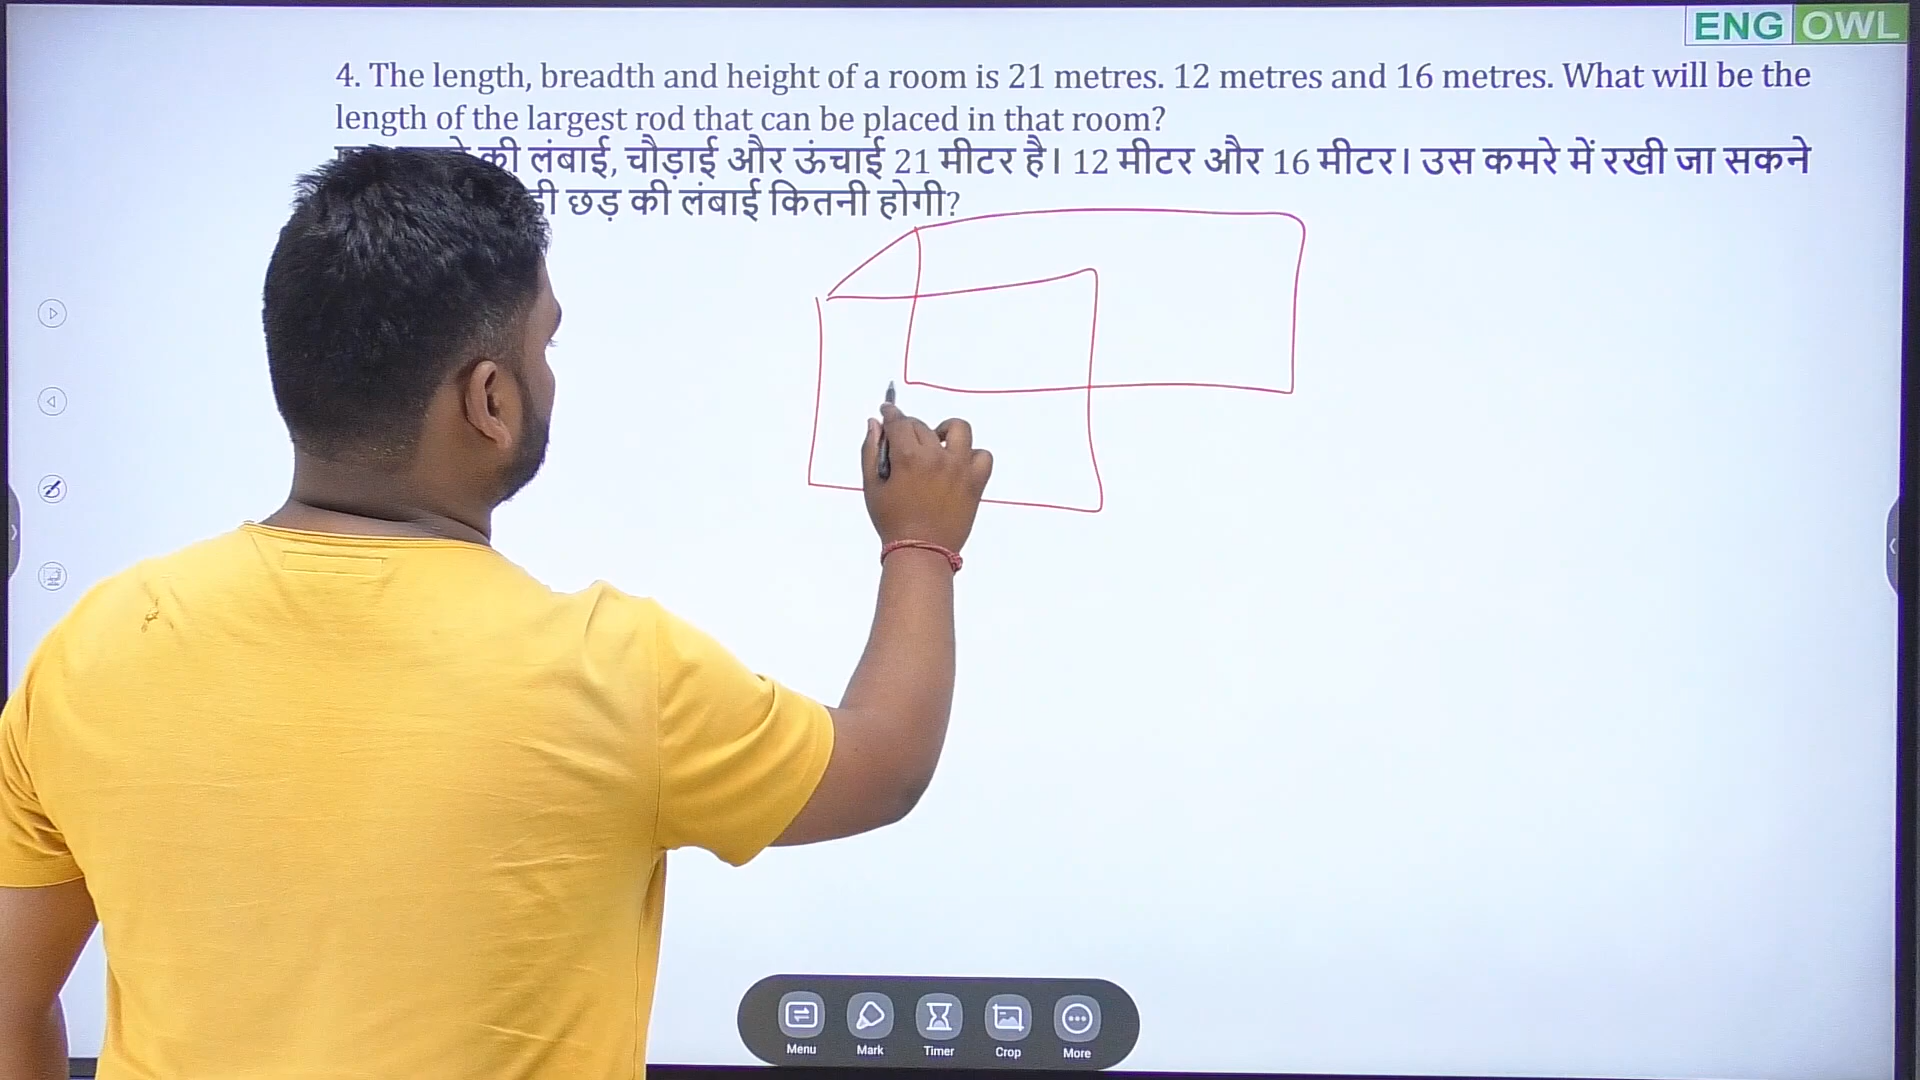 ENG OWL
4. The length, breadth and height of a room is 21 metres. 12 metres and 16 metres. What will be the
length of the largest rod that can be placed in that room?
की लंबाई, चौड़ाई और ऊंचाई 21 मीटर है। 12 मीटर और 16 मीटर। उस कमरे में रखी जा सकने
छड़ की लंबाई कितनी होगी?
Menu Mark Timer Crop More